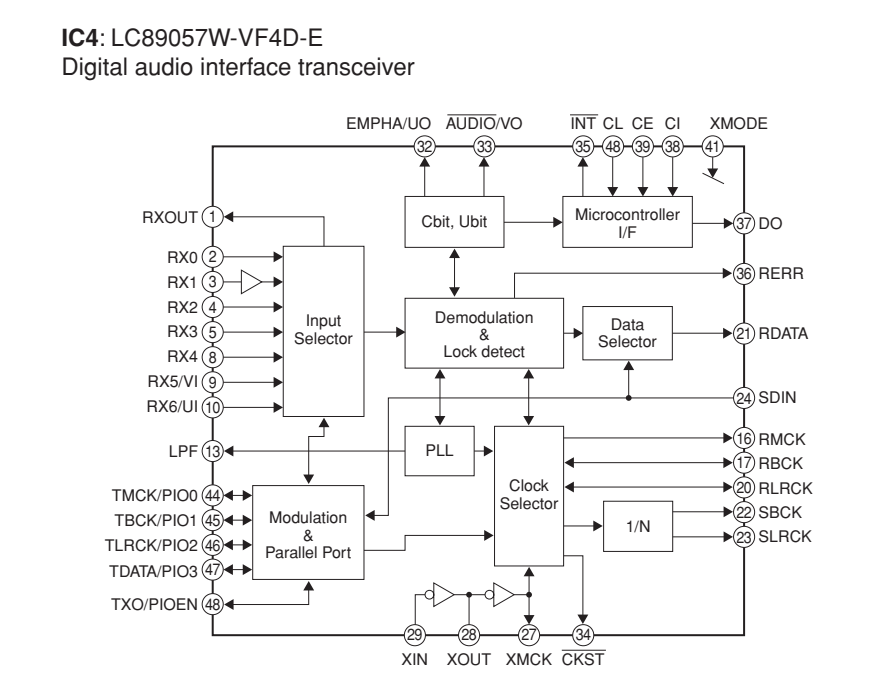 IC4: LC89057W-VF4D-E
Digital audio interface transceiver
EMPHA/UO AUDIO/VO INT CL CE CI XMODE
32 33 35 48 39 38 41
RXOUT 1
Cbit, Ubit
Microcontroller
I/F
37 DO
RX0 2
RX1 3
RX2 4
RX3 5
RX4 8
RX5/VI 9
RX6/UI 10
Input
Selector
36 RERR
Demodulation
&
Lock detect
Data
Selector
21 RDATA
24 SDIN
LPF 13
PLL
16 RMCK
17 RBCK
20 RLRCK
22 SBCK
23 SLRCK
Clock
Selector
1/N
TMCK/PIO0 44
TBCK/PIO1 45
TLRCK/PIO2 46
TDATA/PIO3 47
TXO/PIOEN 48
Modulation
&
Parallel Port
29 28 27 34
XIN XOUT XMCK CKST